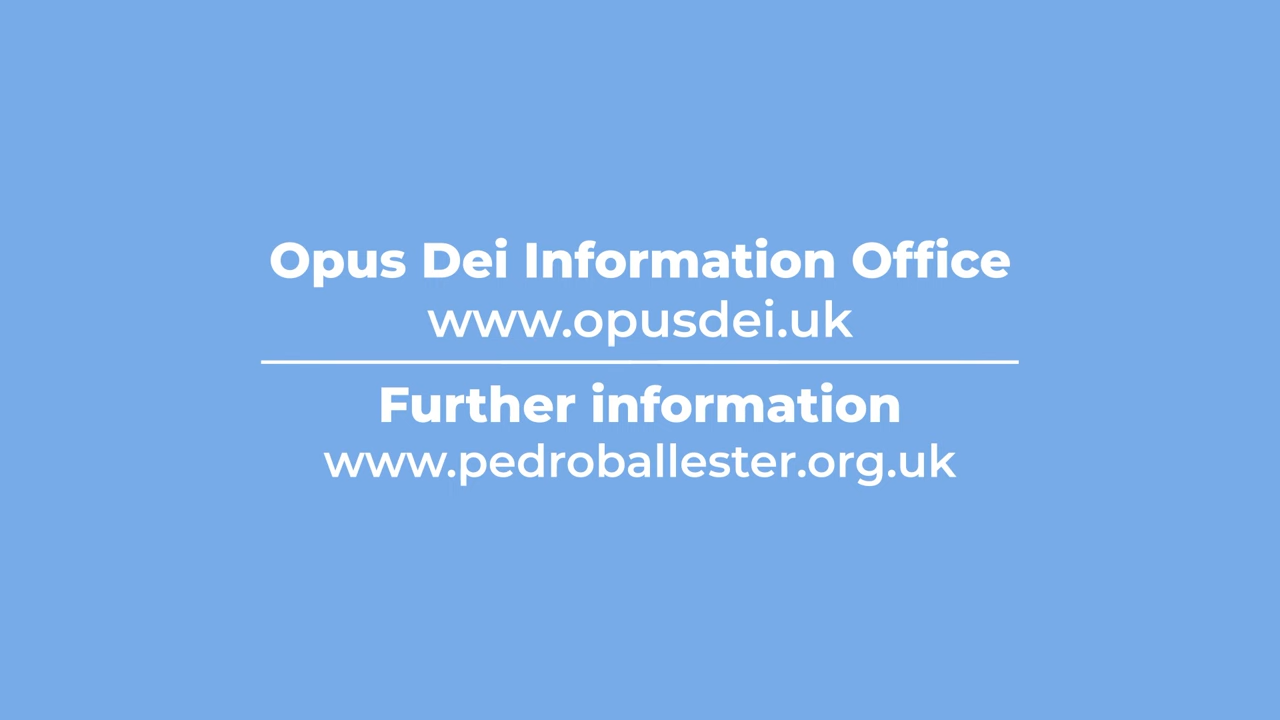 Opus Dei Information Office
www.opusdei.uk
Further information
www.pedroballester.org.uk